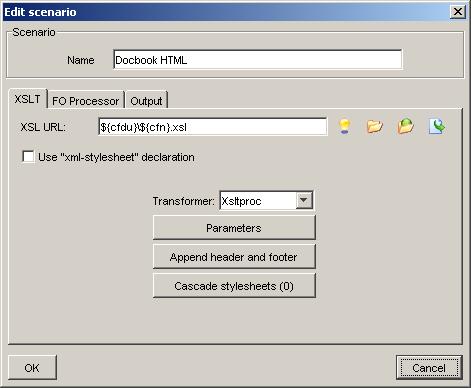 Edit scenario
Scenario
Name Docbook HTML
XSLT FO Processor Output
XSL URL: ${cfdu}\${cfn}.xsl
Use "xml-stylesheet" declaration
Transformer: Xsltproc
Parameters
Append header and footer
Cascade stylesheets (0)
OK Cancel